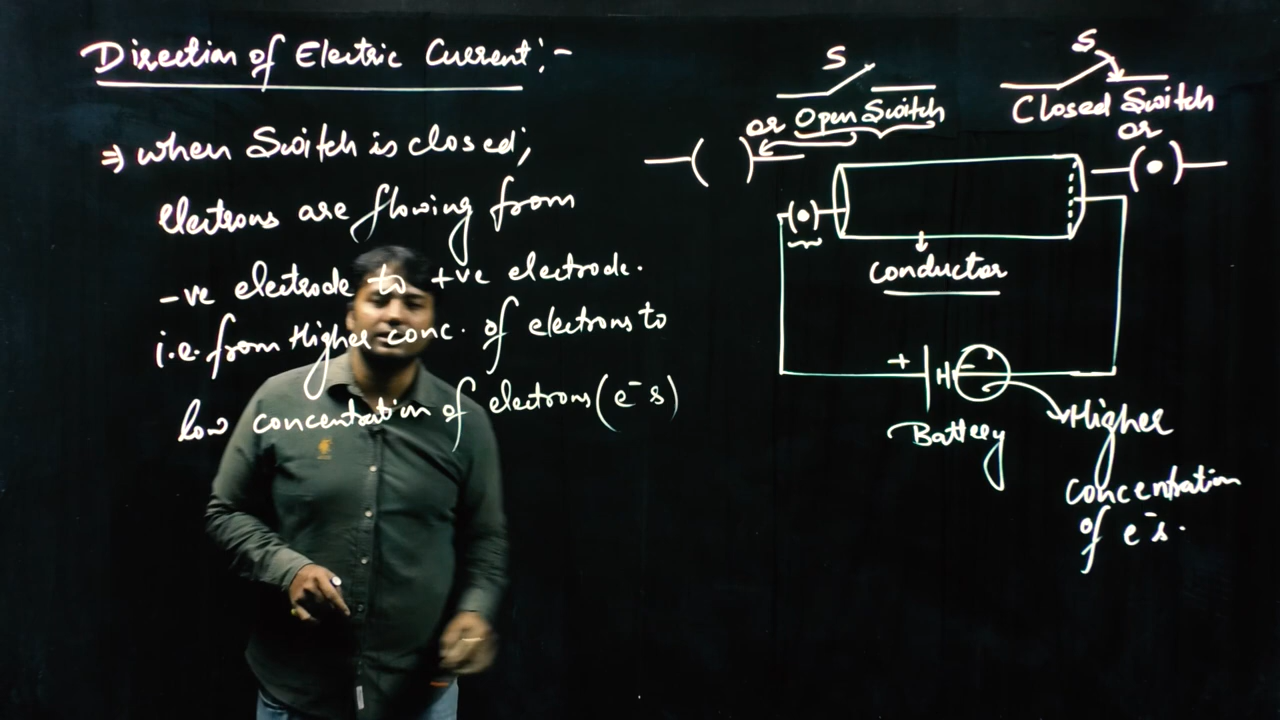 Direction of Electric Current :-
⇒ when Switch is closed,
electrons are flowing from
-ve electrode to +ve electrode.
i.e. from Higher conc. of electrons to
low concentration of electrons (e⁻s)
S
Open Switch
or
S
Closed Switch
or
conductor
+ -
Battery
Higher
concentration
of e⁻s.